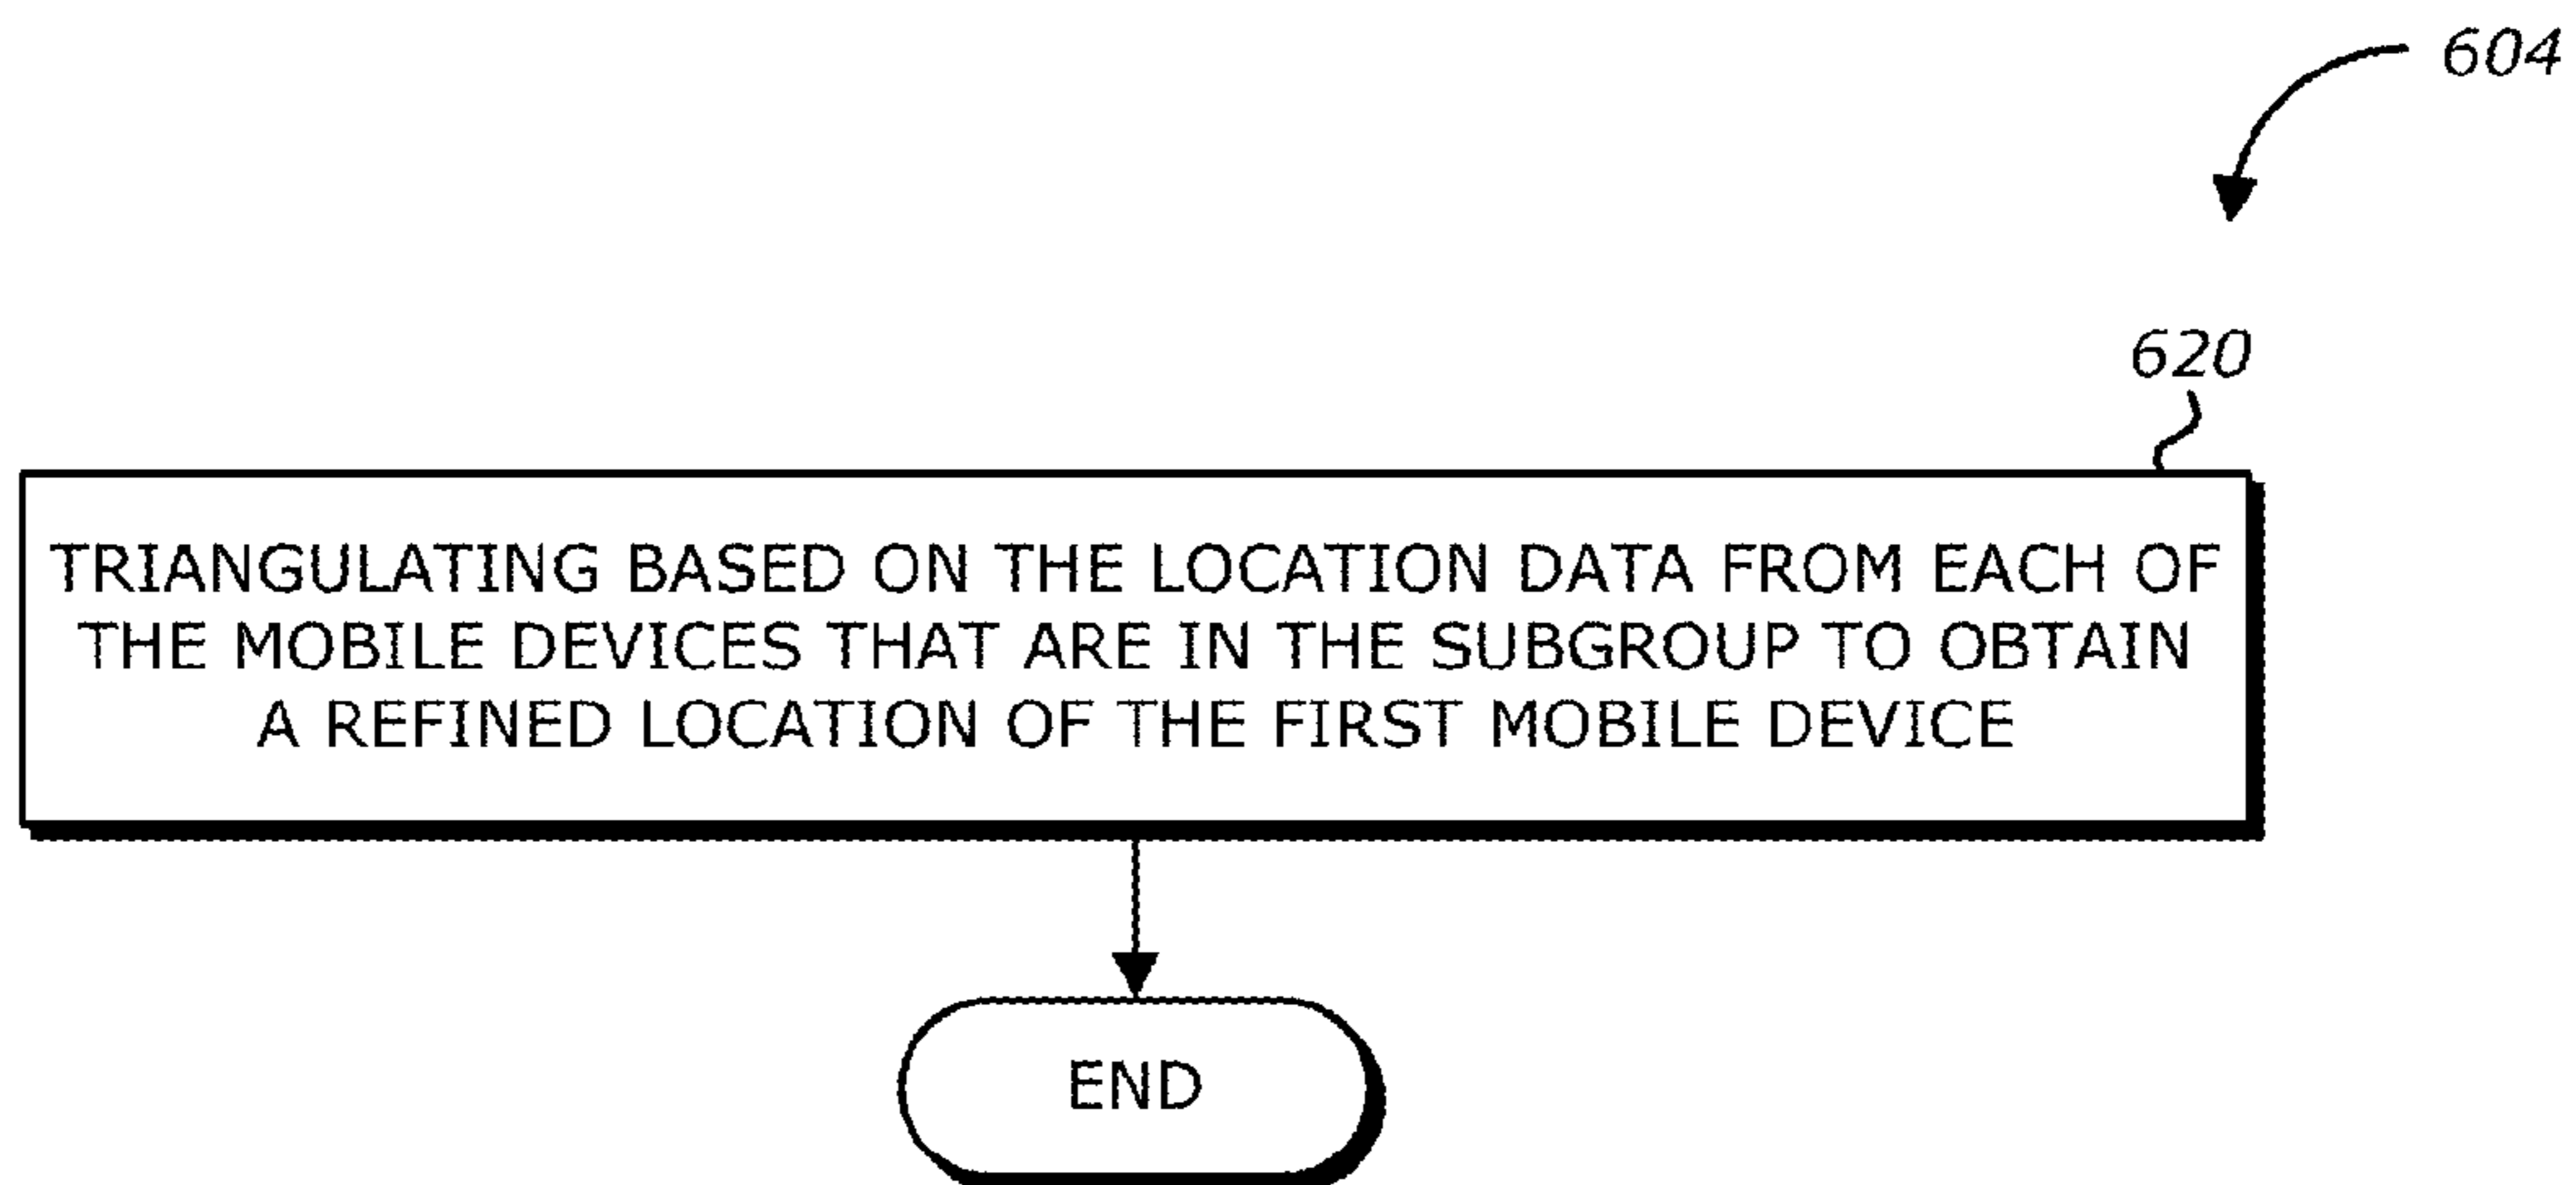 604
620
TRIANGULATING BASED ON THE LOCATION DATA FROM EACH OF
THE MOBILE DEVICES THAT ARE IN THE SUBGROUP TO OBTAIN
A REFINED LOCATION OF THE FIRST MOBILE DEVICE
END